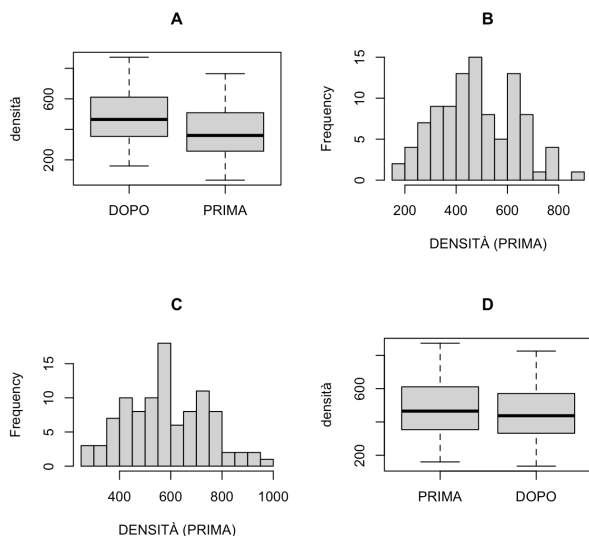 A
densità
600
200
DOPO
PRIMA
B
Frequency
15
10
5
0
200
400
600
800
DENSITÀ (PRIMA)
C
Frequency
15
10
5
0
400
600
800
1000
DENSITÀ (PRIMA)
D
densità
600
200
PRIMA
DOPO